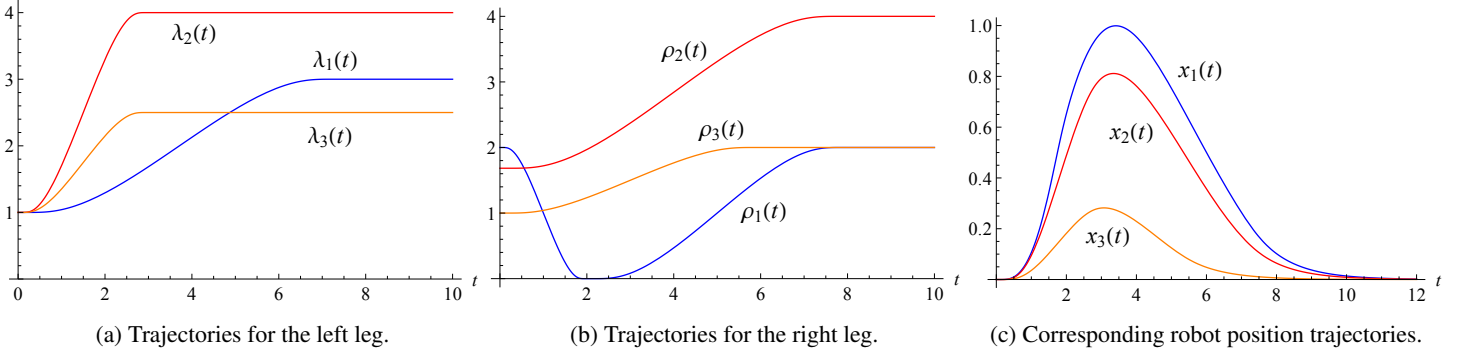 4
3
2
1
0
2
4
6
8
10
t
λ₂(t)
λ₁(t)
λ₃(t)
(a) Trajectories for the left leg.
4
3
2
1
2
4
6
8
10
t
ρ₂(t)
ρ₃(t)
ρ₁(t)
(b) Trajectories for the right leg.
1.0
0.8
0.6
0.4
0.2
2
4
6
8
10
12
t
x₁(t)
x₂(t)
x₃(t)
(c) Corresponding robot position trajectories.